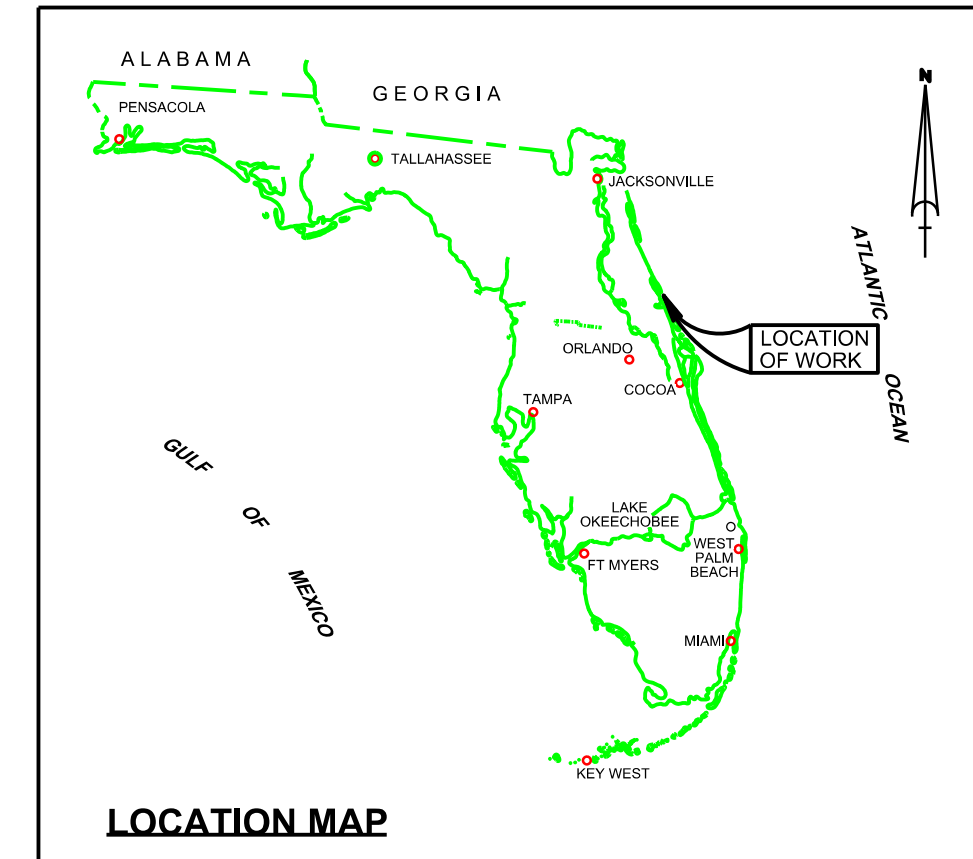 ALABAMA
GEORGIA
N
PENSACOLA
TALLAHASSEE
JACKSONVILLE
ATLANTIC
OCEAN
LOCATION
OF WORK
ORLANDO
COCOA
TAMPA
GULF
OF
MEXICO
LAKE
OKEECHOBEE
WEST
PALM
BEACH
FT MYERS
MIAMI
KEY WEST
LOCATION MAP